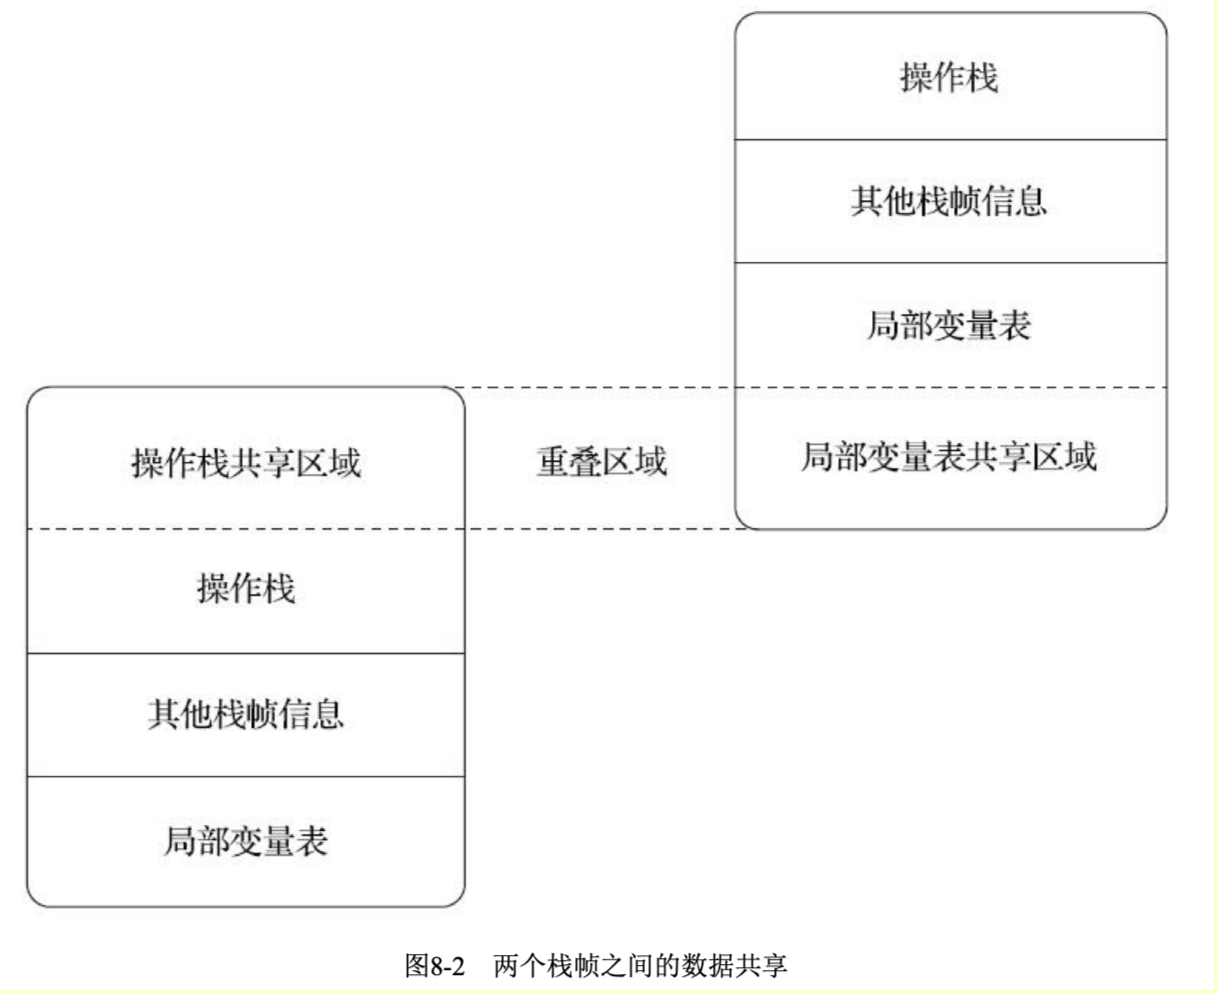 操作栈
其他栈帧信息
局部变量表
操作栈共享区域
重叠区域
局部变量表共享区域
操作栈
其他栈帧信息
局部变量表
图8-2 两个栈帧之间的数据共享